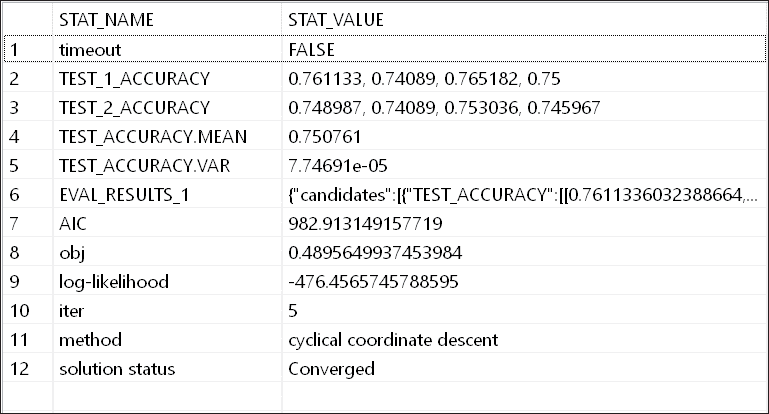 STAT_NAME STAT_VALUE
1 timeout FALSE
2 TEST_1_ACCURACY 0.761133, 0.74089, 0.765182, 0.75
3 TEST_2_ACCURACY 0.748987, 0.74089, 0.753036, 0.745967
4 TEST_ACCURACY.MEAN 0.750761
5 TEST_ACCURACY.VAR 7.74691e-05
6 EVAL_RESULTS_1 {"candidates":[{"TEST_ACCURACY":[[0.7611336032388664,...
7 AIC 982.913149157719
8 obj 0.4895649937453984
9 log-likelihood -476.4565745788595
10 iter 5
11 method cyclical coordinate descent
12 solution status Converged